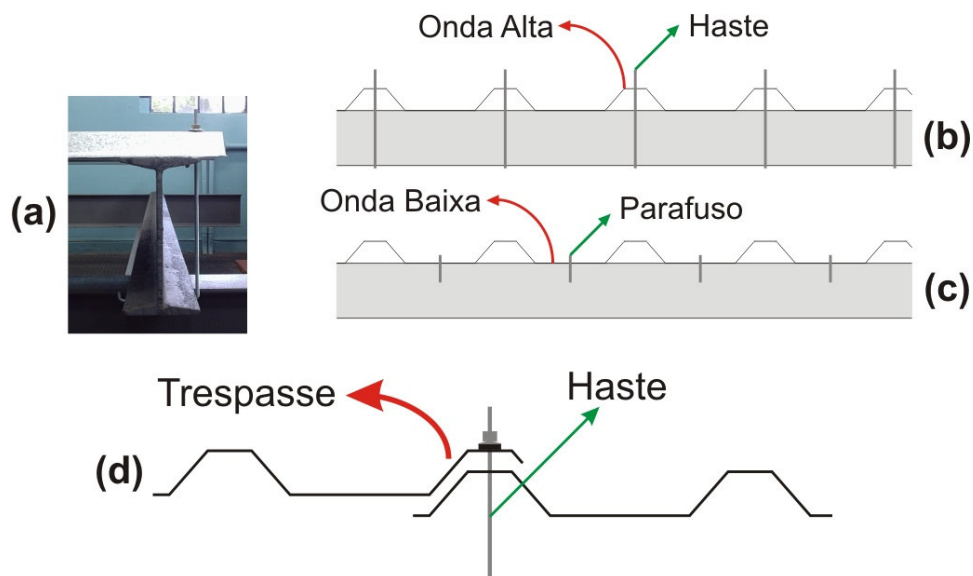 Onda Alta
Haste
(b)
(a)
Onda Baixa
Parafuso
(c)
Trespasse
Haste
(d)